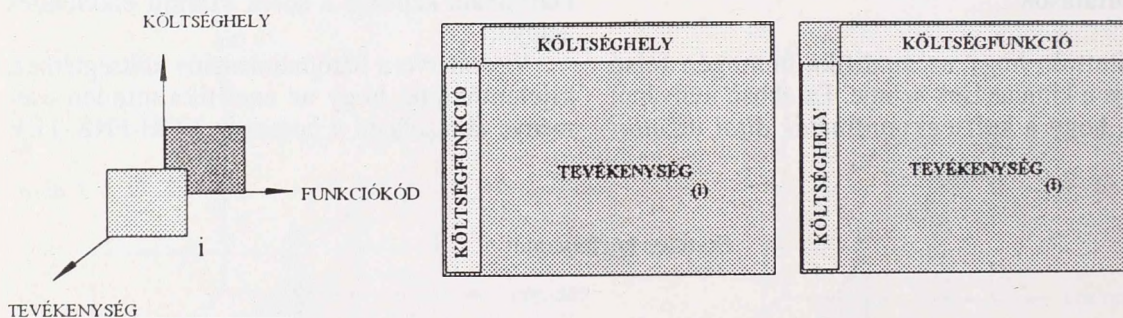 KÖLTSÉGHELY
FUNKCIÓKÓD
i
TEVÉKENYSÉG
KÖLTSÉGHELY
KÖLTSÉGFUNKCIÓ
TEVÉKENYSÉG
(i)
KÖLTSÉGFUNKCIÓ
KÖLTSÉGHELY
TEVÉKENYSÉG
(i)